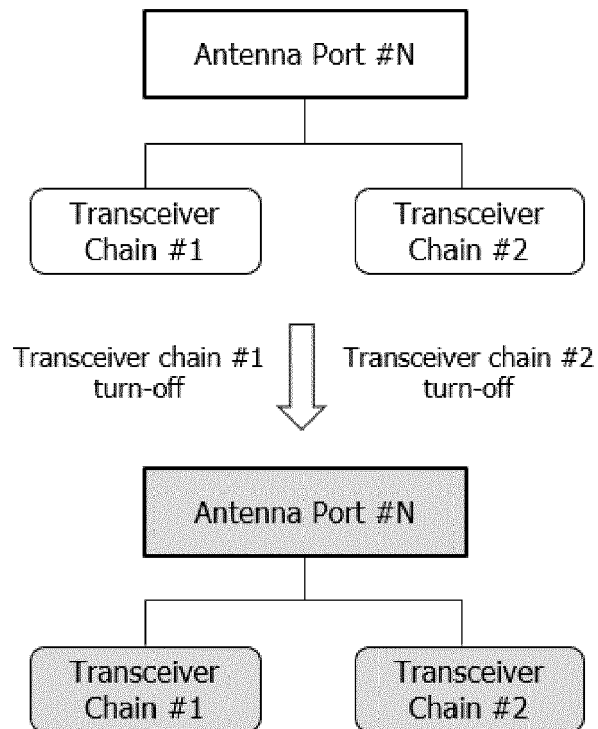 Antenna Port #N
Transceiver
Chain #1
Transceiver
Chain #2
Transceiver chain #1
turn-off
Transceiver chain #2
turn-off
Antenna Port #N
Transceiver
Chain #1
Transceiver
Chain #2